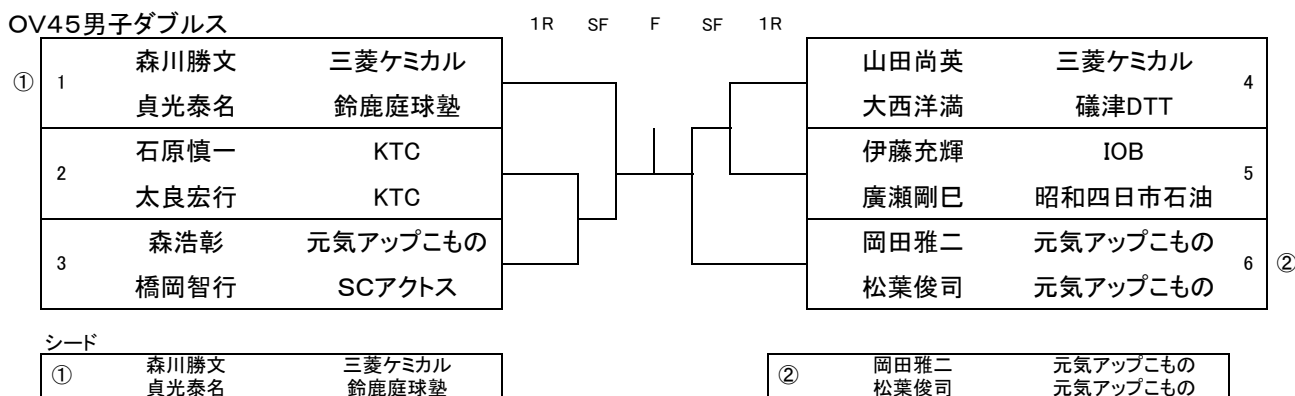 OV45男子ダブルス 1R SF F SF 1R
① 1 森川勝文 三菱ケミカル
貞光泰名 鈴鹿庭球塾
2 石原慎一 KTC
太良宏行 KTC
3 森浩彰 元気アップこもの
橋岡智行 SCアクトス
山田尚英 三菱ケミカル 4
大西洋満 礒津DTT
伊藤充輝 IOB 5
廣瀬剛巳 昭和四日市石油
岡田雅二 元気アップこもの 6 ②
松葉俊司 元気アップこもの
シード
① 森川勝文 三菱ケミカル
貞光泰名 鈴鹿庭球塾
② 岡田雅二 元気アップこもの
松葉俊司 元気アップこもの